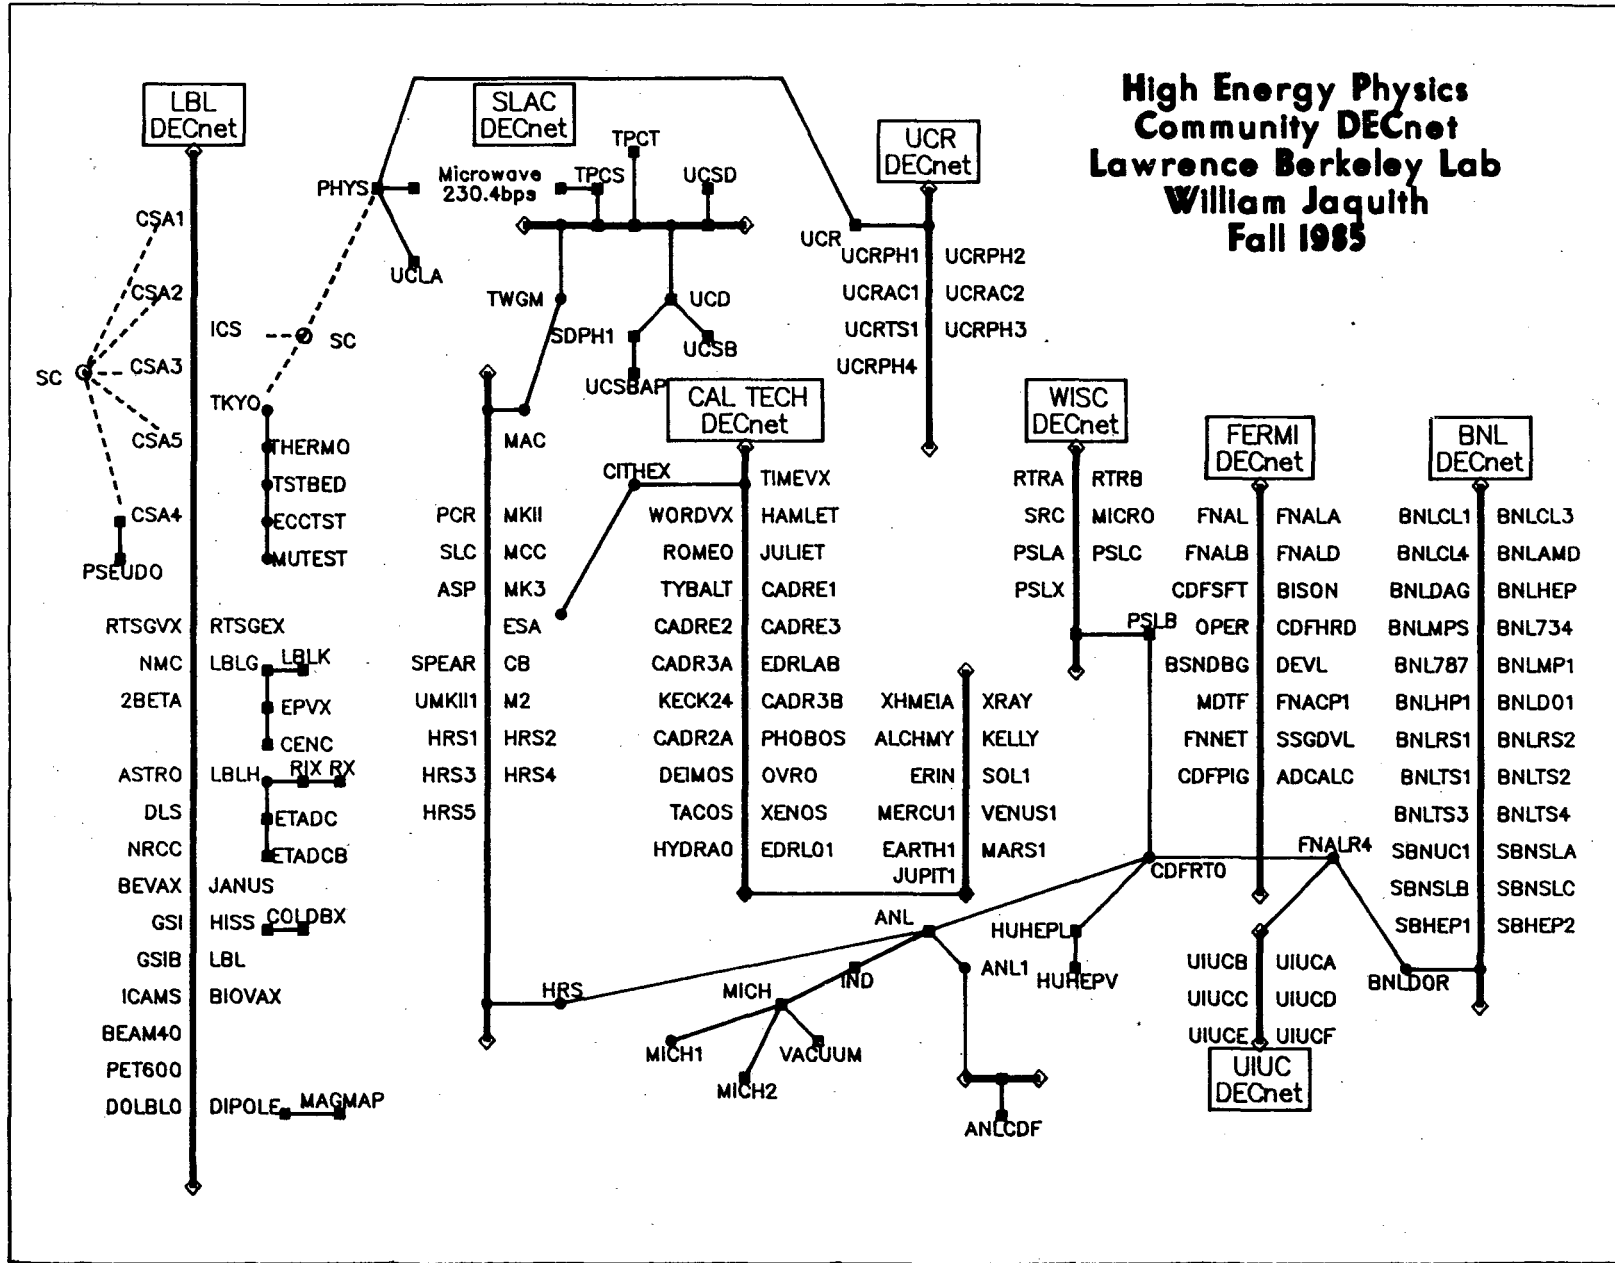 High Energy Physics
Community DECnet
Lawrence Berkeley Lab
William Jaquith
Fall 1985
LBL
DECnet
CSA1
CSA2
SC
CSA3
CSA5
CSA4
PSEUDO
RTSGVX RTSGEX
NMC LBLG LBLK
2BETA EPVX
CENC
ASTRO LBLH RIX RX
DLS ETADC
NRCC ETADCB
BEVAX JANUS
GSI HISS COLDBX
GSIB LBL
ICAMS BIOVAX
BEAM40
PET600
DOLBLO DIPOLE MAGMAP
PHYS
UCLA
ICS SC
TKYO
THERMO
TSTBED
ECCTST
MUTEST
SLAC
DECnet
Microwave
230.4bps
TPCS
TPCT
UCSD
TWGM
UCD
SDPH1
UCSB
UCSBAP
MAC
PCR MKII
SLC MCC
ASP MK3
ESA
SPEAR CB
UMKII1 M2
HRS1 HRS2
HRS3 HRS4
HRS5
HRS
UCR
DECnet
UCR
UCRPH1 UCRPH2
UCRAC1 UCRAC2
UCRTS1 UCRPH3
UCRPH4
CAL TECH
DECnet
CITHEX
TIMEVX
WORDVX HAMLET
ROMEO JULIET
TYBALT CADRE1
CADRE2 CADRE3
CADR3A EDRLAB
KECK24 CADR3B
CADR2A PHOBOS
DEIMOS OVRO
TACOS XENOS
HYDRAO EDRLO1
XHMEIA XRAY
ALCHMY KELLY
ERIN SOL1
MERCU1 VENUS1
EARTH1 MARS1
JUPIT1
WISC
DECnet
RTRA RTRB
SRC MICRO
PSLA PSLC
PSLX
PSLB
FERMI
DECnet
FNAL FNALA
FNALB FNALD
CDFSFT BISON
OPER CDFHRD
BSNDBG DEVL
MDTF FNACP1
FNNET SSGDVL
CDFPIG ADCALC
FNALR4
CDFRTO
BNL
DECnet
BNLCL1 BNLCL3
BNLCL4 BNLAMD
BNLDAG BNLHEP
BNLMPS BNL734
BNL787 BNLMP1
BNLHP1 BNLD01
BNLRS1 BNLRS2
BNLTS1 BNLTS2
BNLTS3 BNLTS4
SBNUC1 SBNSLA
SBNSLB SBNSLC
SBHEP1 SBHEP2
BNLDOR
ANL
ANL1
IND
MICH
MICH1
MICH2
VACUUM
ANLCDF
HUHEPL
HUHEPV
UIUCB UIUCA
UIUCC UIUCD
UIUCE UIUCF
UIUC
DECnet